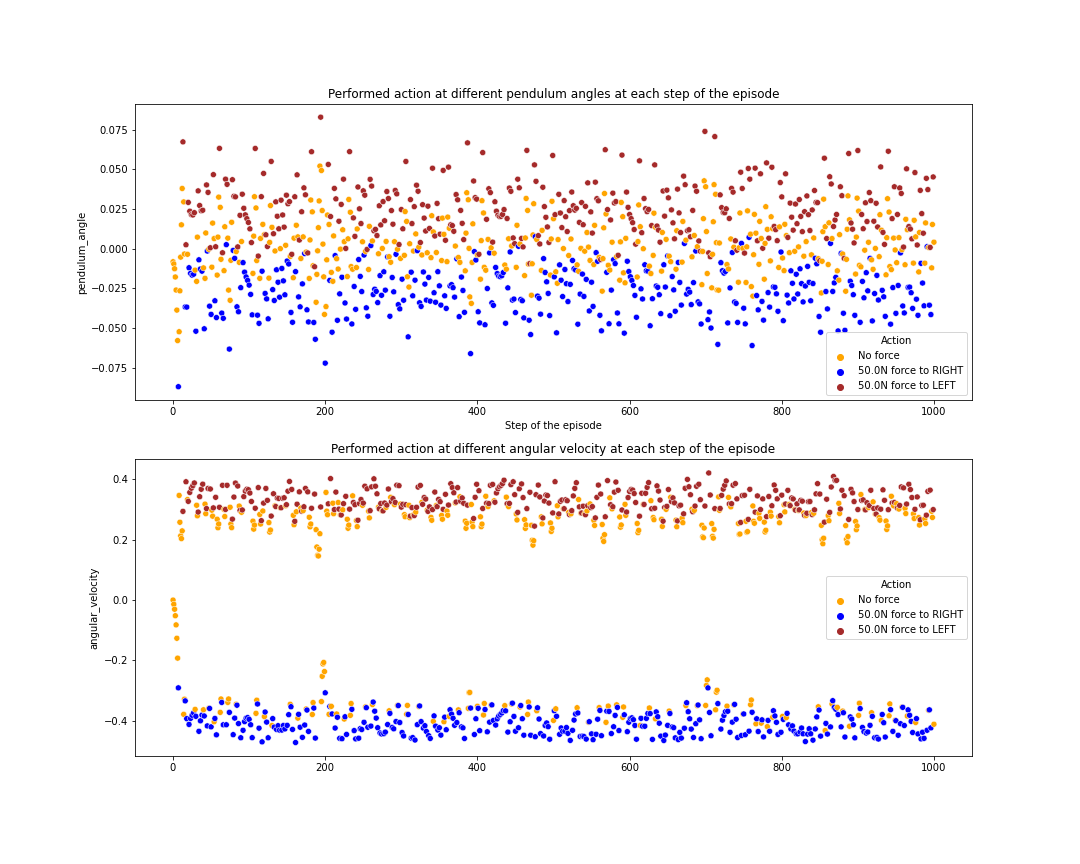 Performed action at different pendulum angles at each step of the episode
pendulum_angle
0.075
0.050
0.025
0.000
−0.025
−0.050
−0.075
Action
No force
50.0N force to RIGHT
50.0N force to LEFT
0 200 400 600 800 1000
Step of the episode
Performed action at different angular velocity at each step of the episode
angular_velocity
0.4
0.2
0.0
−0.2
−0.4
Action
No force
50.0N force to RIGHT
50.0N force to LEFT
0 200 400 600 800 1000